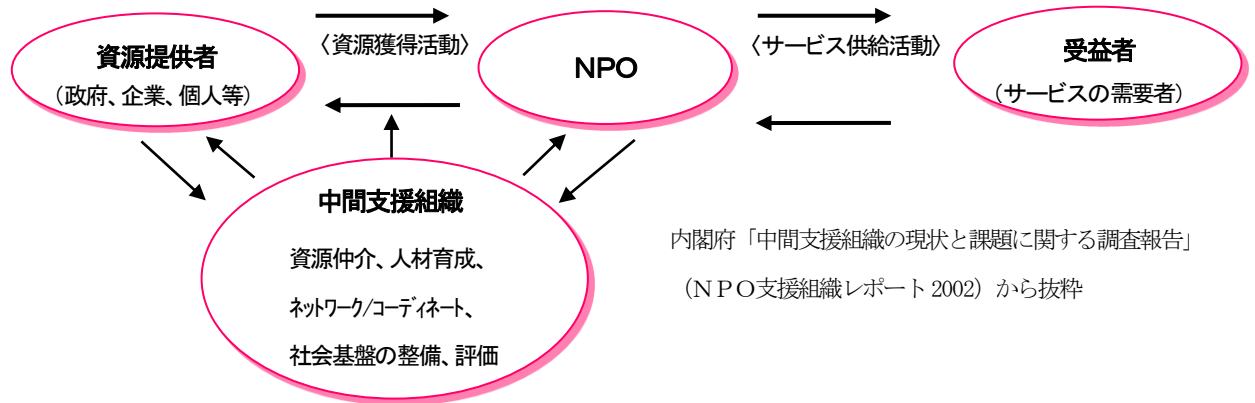 資源提供者
（政府、企業、個人等）
〈資源獲得活動〉
NPO
〈サービス供給活動〉
受益者
（サービスの需要者）
中間支援組織
資源仲介、人材育成、
ネットワーク/コーディネート、
社会基盤の整備、評価
内閣府「中間支援組織の現状と課題に関する調査報告」
（ＮＰＯ支援組織レポート 2002）から抜粋